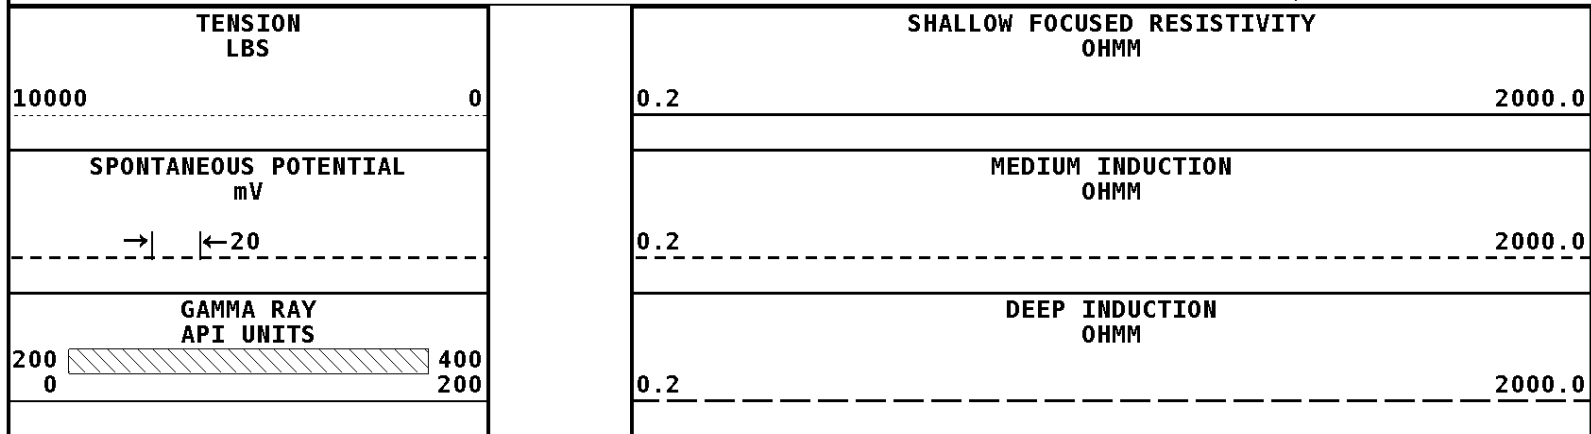 TENSION
LBS
10000 0
SPONTANEOUS POTENTIAL
mV
→| |←20
GAMMA RAY
API UNITS
200 400
0 200
SHALLOW FOCUSED RESISTIVITY
OHMM
0.2 2000.0
MEDIUM INDUCTION
OHMM
0.2 2000.0
DEEP INDUCTION
OHMM
0.2 2000.0